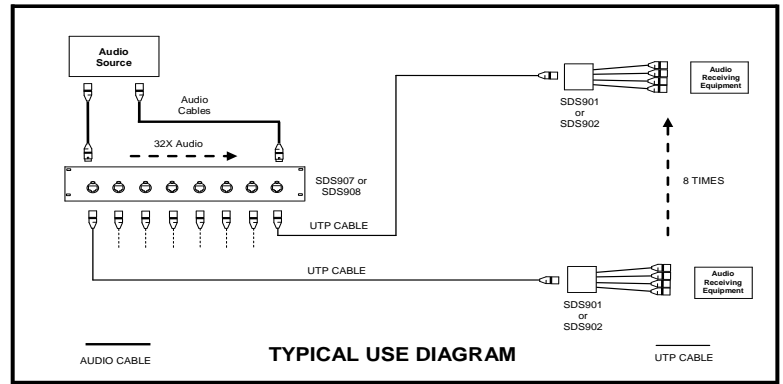 Audio
Source
Audio
Cables
32X Audio
SDS907 or
SDS908
UTP CABLE
UTP CABLE
SDS901
or
SDS902
Audio
Receiving
Equipment
8 TIMES
SDS901
or
SDS902
Audio
Receiving
Equipment
AUDIO CABLE
TYPICAL USE DIAGRAM
UTP CABLE